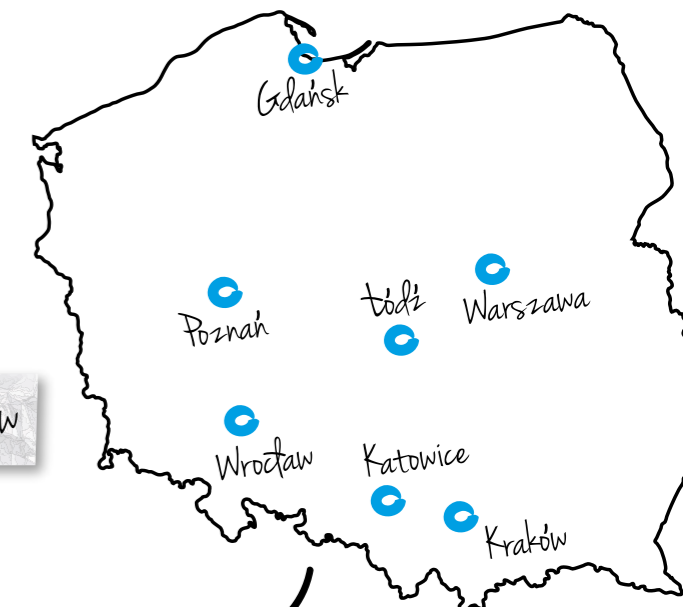 Gdańsk
Poznań
Łódź
Warszawa
Wrocław
Katowice
Kraków